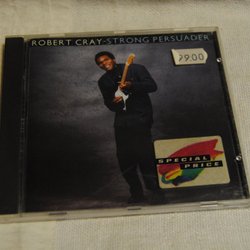 ROBERT CRAY-STRONG PERSUADER
79.00
SPECIAL
PRICE